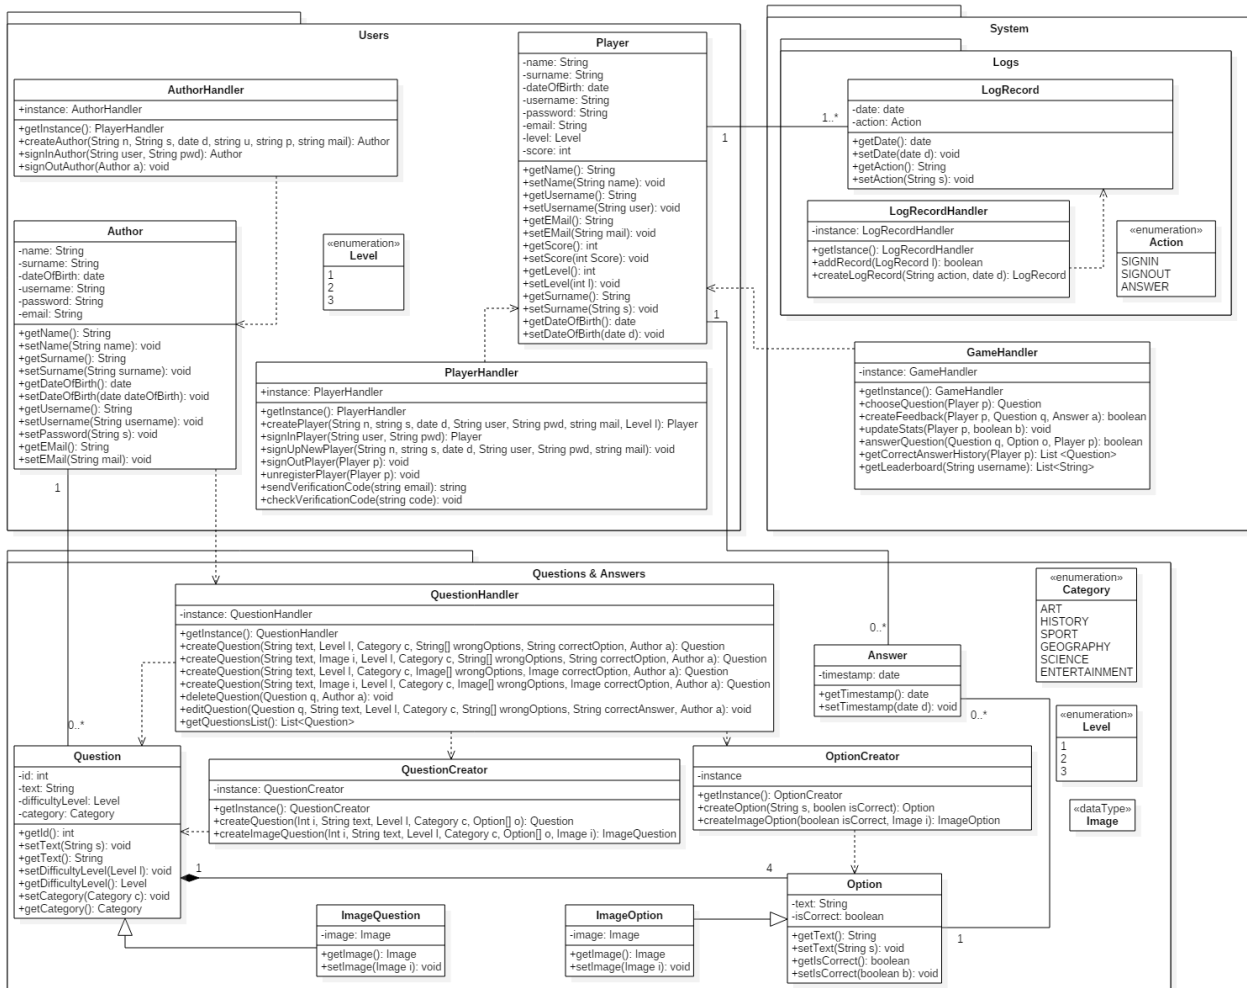 Users
AuthorHandler
+instance: AuthorHandler
+getInstance(): PlayerHandler
+createAuthor(String n, String s, date d, string u, string p, string mail): Author
+signInAuthor(String user, String pwd): Author
+signOutAuthor(Author a): void
Player
-name: String
-surname: String
-dateOfBirth: date
-username: String
-password: String
-email: String
-level: Level
-score: int
+getName(): String
+setName(String name): void
+getUsername(): String
+setUsername(String user): void
+getEMail(): String
+setEMail(String mail): void
+getScore(): int
+setScore(int Score): void
+getLevel(): int
+setLevel(int l): void
+getSurname(): String
+setSurname(String s): void
+getDateOfBirth(): date
+setDateOfBirth(date d): void
Author
-name: String
-surname: String
-dateOfBirth: date
-username: String
-password: String
-email: String
+getName(): String
+setName(String name): void
+getSurname(): String
+setSurname(String surname): void
+getDateOfBirth(): date
+setDateOfBirth(date dateOfBirth): void
+getUsername(): String
+setUsername(String username): void
+setPassword(String s): void
+getEMail(): String
+setEMail(String mail): void
«enumeration»
Level
1
2
3
PlayerHandler
+instance: PlayerHandler
+getInstance(): PlayerHandler
+createPlayer(String n, string s, date d, String user, String pwd, string mail, Level l): Player
+signInPlayer(String user, String pwd): Player
+signUpNewPlayer(String n, string s, date d, String user, String pwd, string mail): void
+signOutPlayer(Player p): void
+unregisterPlayer(Player p): void
+sendVerificationCode(string email): string
+checkVerificationCode(string code): void
System
Logs
LogRecord
-date: date
-action: Action
+getDate(): date
+setDate(date d): void
+getAction(): String
+setAction(String s): void
1
1..*
LogRecordHandler
-instance: LogRecordHandler
+getIstance(): LogRecordHandler
+addRecord(LogRecord l): boolean
+createLogRecord(String action, date d): LogRecord
«enumeration»
Action
SIGNIN
SIGNOUT
ANSWER
1
GameHandler
-instance: GameHandler
+getInstance(): GameHandler
+chooseQuestion(Player p): Question
+createFeedback(Player p, Question q, Answer a): boolean
+updateStats(Player p, boolean b): void
+answerQuestion(Question q, Option o, Player p): boolean
+getCorrectAnswerHistory(Player p): List <Question>
+getLeaderboard(String username): List<String>
1
Questions & Answers
QuestionHandler
-instance: QuestionHandler
+getInstance(): QuestionHandler
+createQuestion(String text, Level l, Category c, String[] wrongOptions, String correctOption, Author a): Question
+createQuestion(String text, Image i, Level l, Category c, String[] wrongOptions, String correctOption, Author a): Question
+createQuestion(String text, Level l, Category c, Image[] wrongOptions, Image correctOption, Author a): Question
+createQuestion(String text, Image i, Level l, Category c, Image[] wrongOptions, Image correctOption, Author a): Question
+deleteQuestion(Question q, Author a): void
+editQuestion(Question q, String text, Level l, Category c, String[] wrongOptions, String correctAnswer, Author a): void
+getQuestionsList(): List<Question>
«enumeration»
Category
ART
HISTORY
SPORT
GEOGRAPHY
SCIENCE
ENTERTAINMENT
0..*
Answer
-timestamp: date
+getTimestamp(): date
+setTimestamp(date d): void
0..*
«enumeration»
Level
1
2
3
«dataType»
Image
0..*
Question
-id: int
-text: String
-difficultyLevel: Level
-category: Category
+getId(): int
+setText(String s): void
+getText(): String
+setDifficultyLevel(Level l): void
+getDifficultyLevel(): Level
+setCategory(Category c): void
+getCategory(): Category
QuestionCreator
-instance: QuestionCreator
+getInstance(): QuestionCreator
+createQuestion(Int i, String text, Level l, Category c, Option[] o): Question
+createImageQuestion(Int i, String text, Level l, Category c, Option[] o, Image i): ImageQuestion
OptionCreator
-instance
+getInstance(): OptionCreator
+createOption(String s, boolen isCorrect): Option
+createImageOption(boolean isCorrect, Image i): ImageOption
1
4
Option
-text: String
-isCorrect: boolean
+getText(): String
+setText(String s): void
+getIsCorrect(): boolean
+setIsCorrect(boolean b): void
1
ImageQuestion
-image: Image
+getImage(): Image
+setImage(Image i): void
ImageOption
-image: Image
+getImage(): Image
+setImage(Image i): void